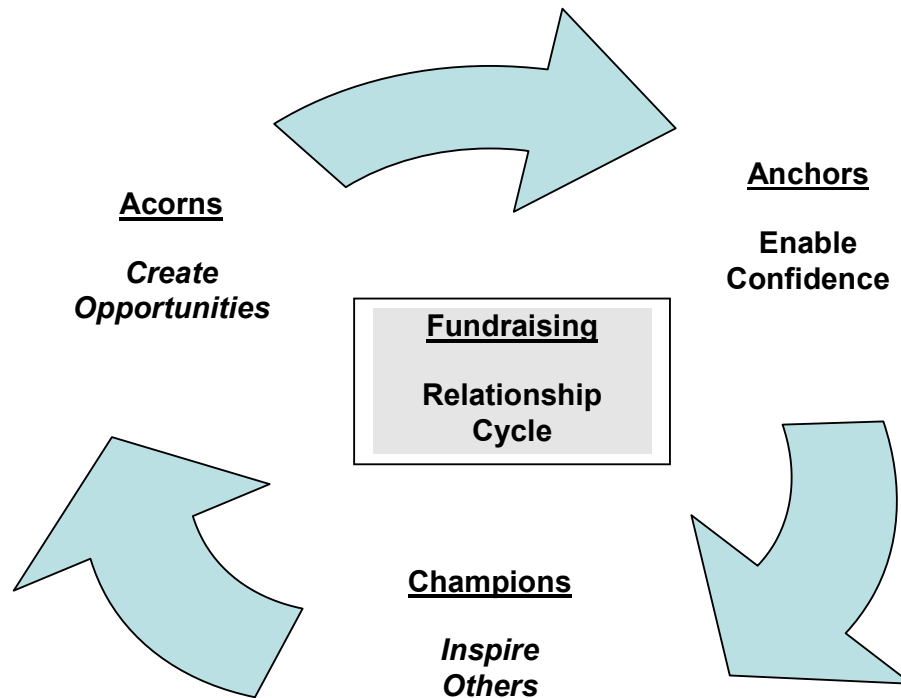 Acorns
Create
Opportunities
Anchors
Enable
Confidence
Fundraising
Relationship
Cycle
Champions
Inspire
Others